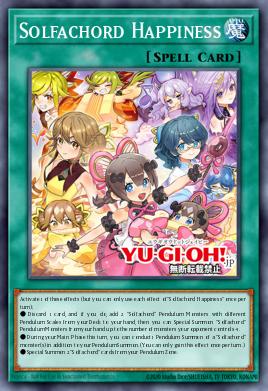 Solfachord Happiness 魔
[SPELL CARD]
YU-GI-OH!.jp
無断転載禁止
Activate 1 of these effects (but you can only use each effect of "Solfachord Happiness" once per
turn).
● Discard 1 card, and if you do, add 2 "Solfachord" Pendulum Monsters with different
Pendulum Scales from your Deck to your hand, then you can Special Summon "Solfachord"
Pendulum Monsters from your hand up to the number of monsters your opponent controls
● During your Main Phase this turn, you can conduct 1 Pendulum Summon of a "Solfachord"
monster(s) in addition to your Pendulum Summon. (You can only gain this effect once per turn.)
● Special Summon 2 "Solfachord" cards from your Pendulum Zone.